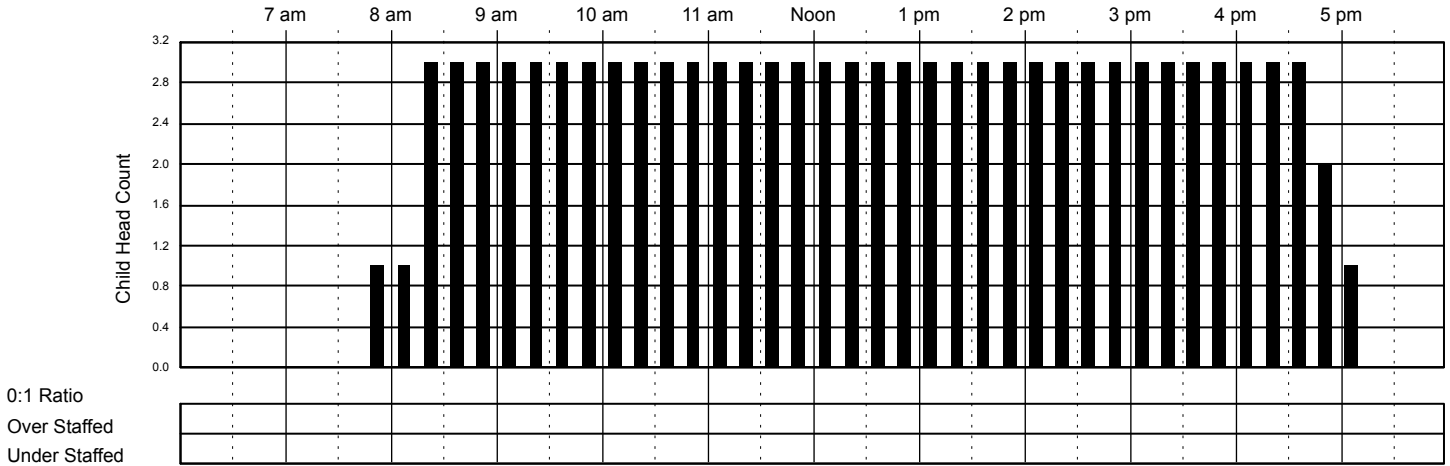 7 am 8 am 9 am 10 am 11 am Noon 1 pm 2 pm 3 pm 4 pm 5 pm
3.2
2.8
2.4
2.0
1.6
1.2
0.8
0.4
0.0
Child Head Count
0:1 Ratio
Over Staffed
Under Staffed